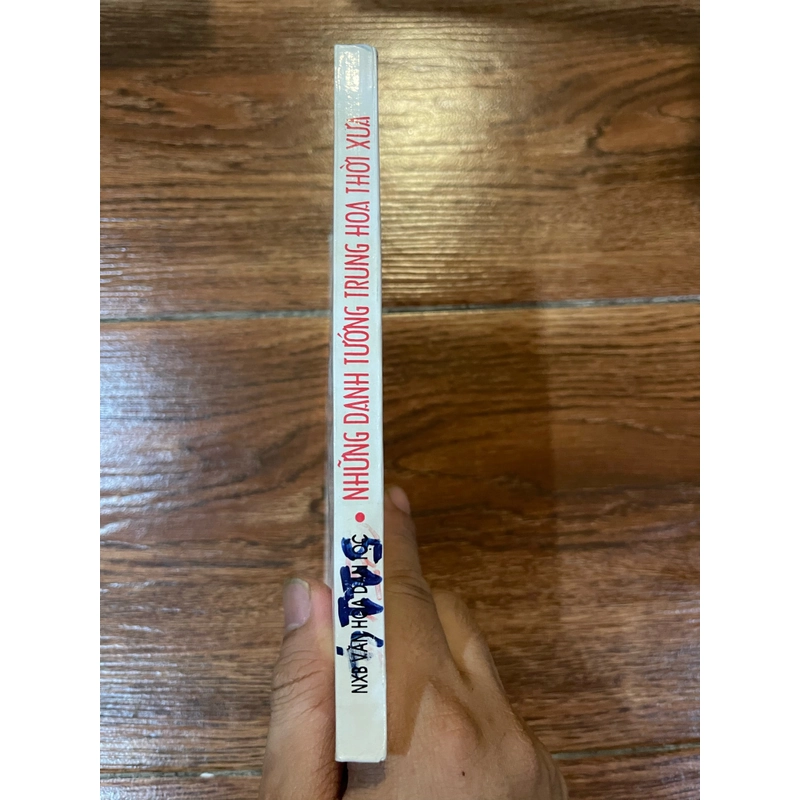 NXB VĂN HÓA DÂN TỘC • NHỮNG DANH TƯỚNG TRUNG HOA THỜI XƯA